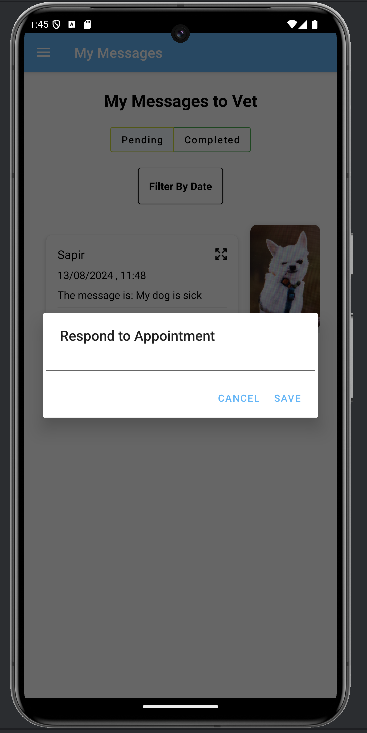 1:45
My Messages
My Messages to Vet
Pending Completed
Filter By Date
Sapir
13/08/2024 , 11:48
The message is: My dog is sick
Respond to Appointment
CANCEL SAVE